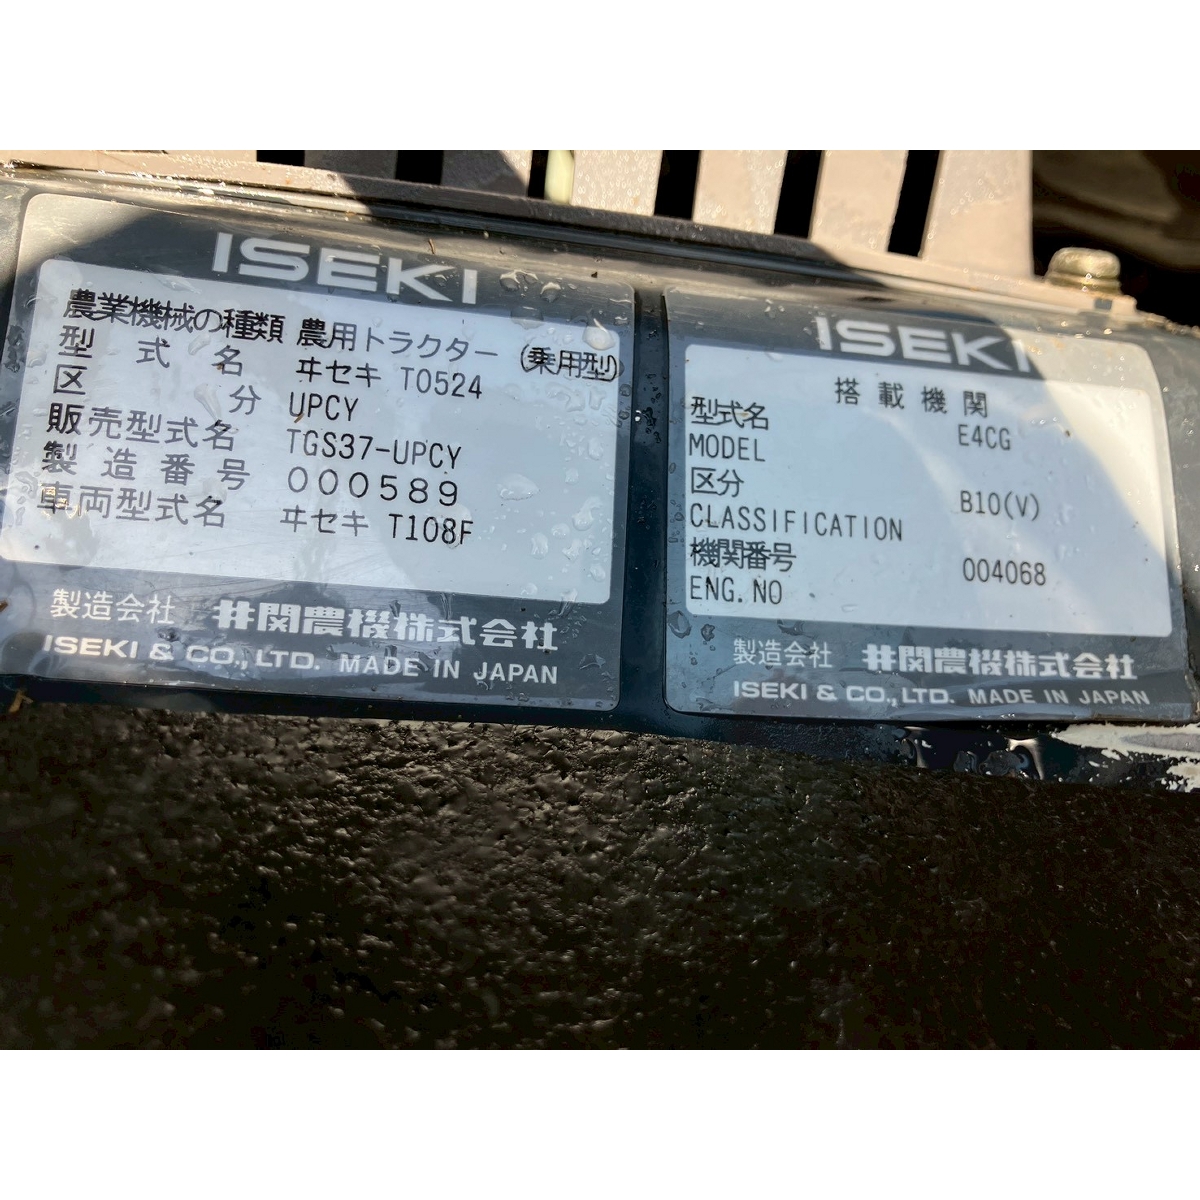 ISEKI
農業機械の種類 農用トラクター (乗用型)
型式名 ヰセキ T0524
区分 UPCY
販売型式名 TGS37-UPCY
製造番号 000589
車両型式名 ヰセキ T108F
製造会社 井関農機株式会社
ISEKI & CO., LTD. MADE IN JAPAN
ISEKI
搭載機関
型式名
MODEL E4CG
区分
CLASSIFICATION B10(V)
機関番号
ENG. NO 004068
製造会社 井関農機株式会社
ISEKI & CO., LTD. MADE IN JAPAN